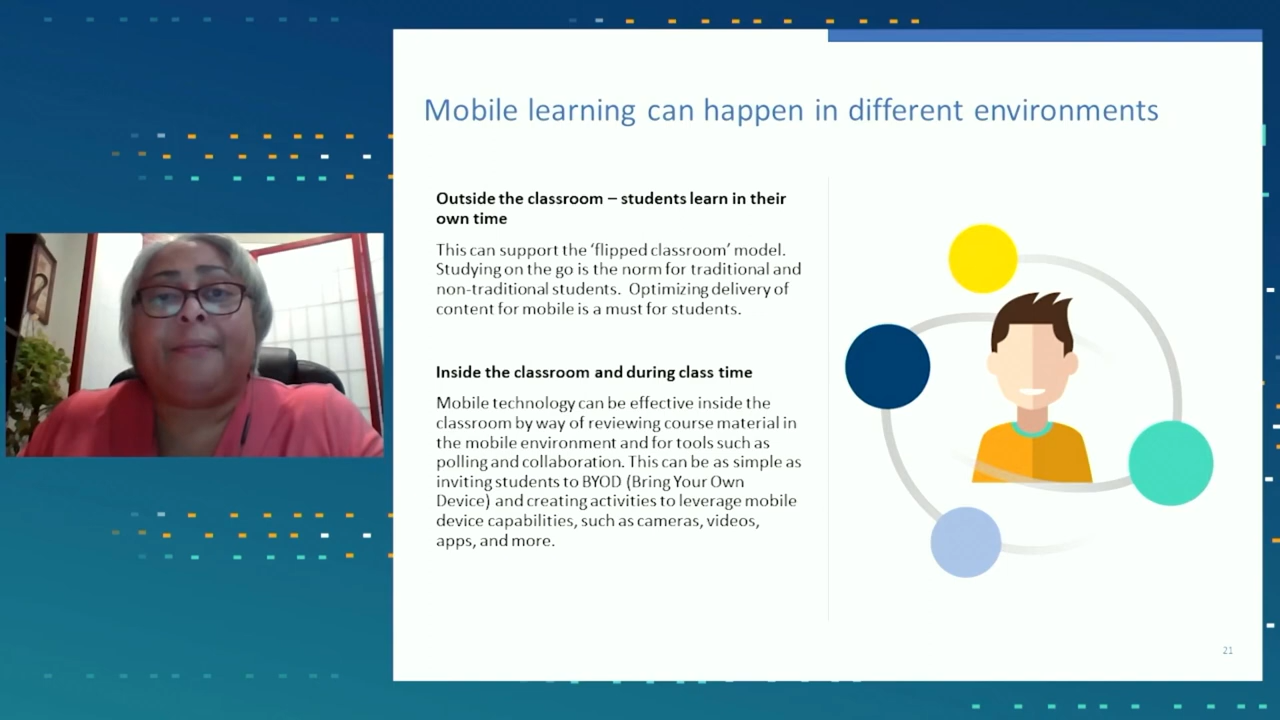 Mobile learning can happen in different environments
Outside the classroom – students learn in their
own time
This can support the ‘flipped classroom’ model.
Studying on the go is the norm for traditional and
non-traditional students.  Optimizing delivery of
content for mobile is a must for students.
Inside the classroom and during class time
Mobile technology can be effective inside the
classroom by way of reviewing course material in
the mobile environment and for tools such as
polling and collaboration. This can be as simple as
inviting students to BYOD (Bring Your Own
Device) and creating activities to leverage mobile
device capabilities, such as cameras, videos,
apps, and more.
21